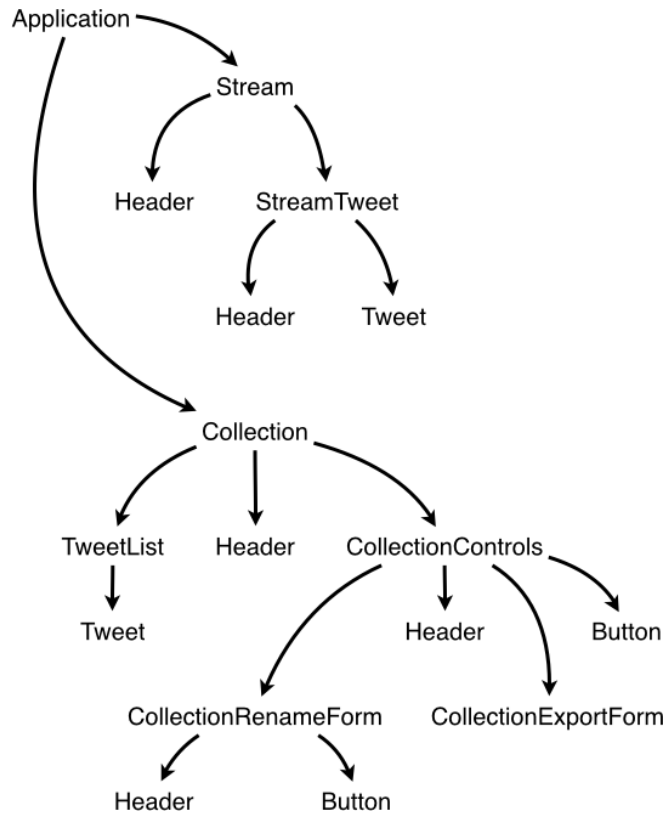 Application
Stream
Header
StreamTweet
Header
Tweet
Collection
TweetList
Header
CollectionControls
Tweet
Header
Button
CollectionRenameForm
CollectionExportForm
Header
Button